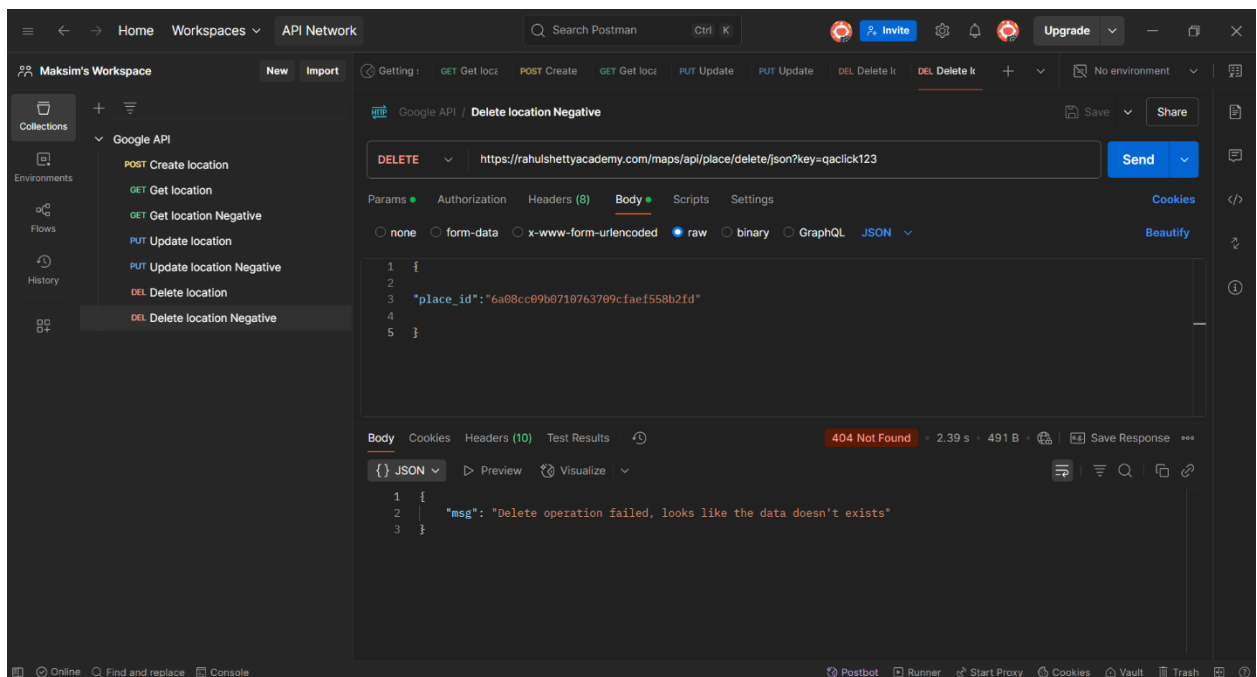 Home Workspaces API Network Search Postman Ctrl K Invite Upgrade
Maksim's Workspace New Import Getting GET Get loca POST Create GET Get loca PUT Update PUT Update DEL Delete lo DEL Delete lo No environment
Collections
Environments
Flows
History
Google API
POST Create location
GET Get location
GET Get location Negative
PUT Update location
PUT Update location Negative
DEL Delete location
DEL Delete location Negative
HTTP Google API / Delete location Negative Save Share
DELETE https://rahulshettyacademy.com/maps/api/place/delete/json?key=qaclick123 Send
Params Authorization Headers (8) Body Scripts Settings Cookies
none form-data x-www-form-urlencoded raw binary GraphQL JSON Beautify
1 {
2
3 "place_id":"6a08cc09b0710763709cfaef558b2fd"
4
5 }
Body Cookies Headers (10) Test Results 404 Not Found 2.39 s 491 B e.g. Save Response
{} JSON Preview Visualize
1 {
2 "msg": "Delete operation failed, looks like the data doesn't exists"
3 }
Online Find and replace Console Postbot Runner Start Proxy Cookies Vault Trash